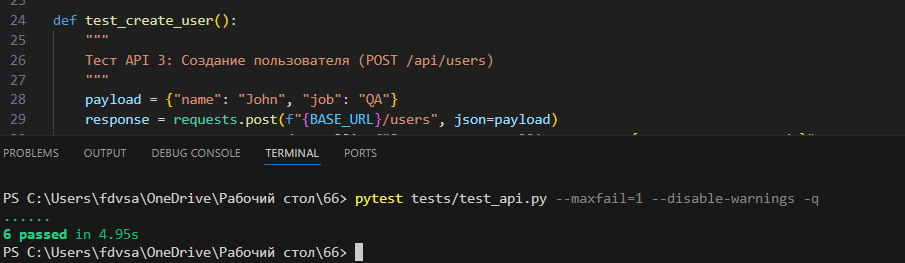 24 def test_create_user():
25 """
26 Тест API 3: Создание пользователя (POST /api/users)
27 """
28 payload = {"name": "John", "job": "QA"}
29 response = requests.post(f"{BASE_URL}/users", json=payload)
PROBLEMS OUTPUT DEBUG CONSOLE TERMINAL PORTS
PS C:\Users\fdvsa\OneDrive\Рабочий стол\66> pytest tests/test_api.py --maxfail=1 --disable-warnings -q
......
6 passed in 4.95s
PS C:\Users\fdvsa\OneDrive\Рабочий стол\66>